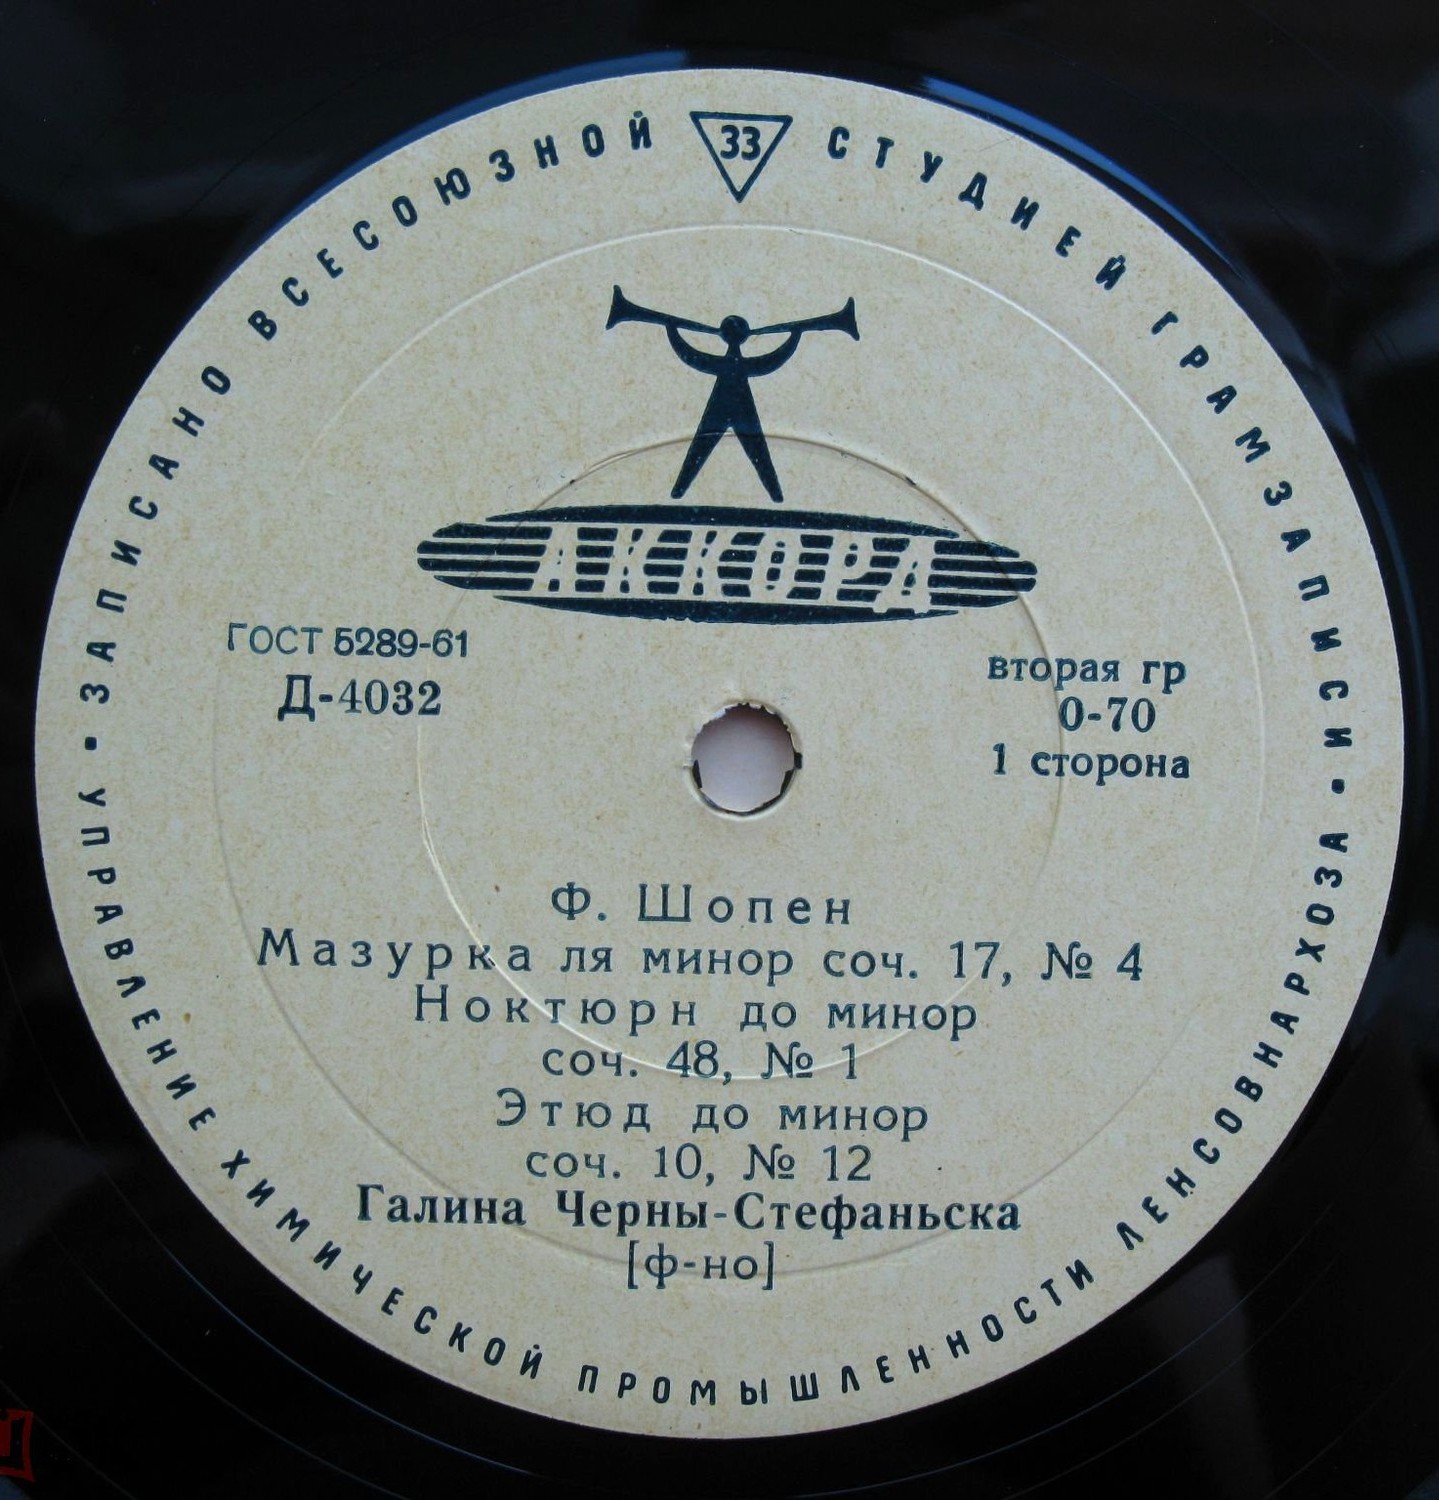 ЗАПИСАНО ВСЕСОЮЗНОЙ СТУДИЕЙ ГРАМЗАПИСИ
33
АККОРД
ГОСТ 5289-61
Д-4032
вторая гр
0-70
1 сторона
Ф. Шопен
Мазурка ля минор соч. 17, № 4
Ноктюрн до минор
соч. 48, № 1
Этюд до минор
соч. 10, № 12
Галина Черны-Стефаньска
[ф-но]
УПРАВЛЕНИЕ ХИМИЧЕСКОЙ ПРОМЫШЛЕННОСТИ ЛЕНСОВНАРХОЗА